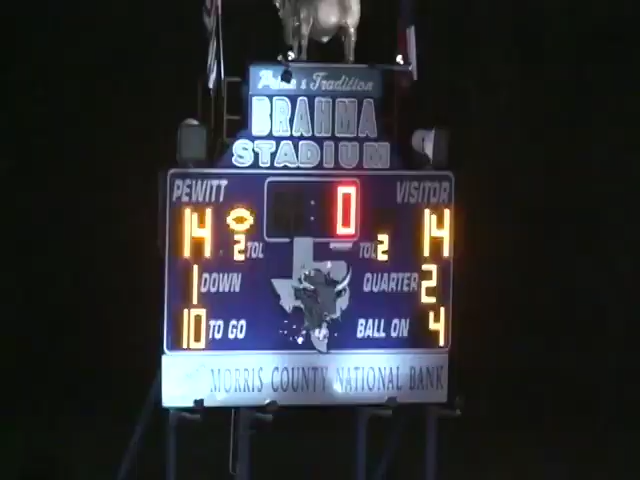 & Tradition
BRAHMA
STADIUM
PEWITT : 0 VISITOR
14 14
2 TOL TOL 2
1 DOWN QUARTER 2
10 TO GO BALL ON 4
MORRIS COUNTY NATIONAL BANK